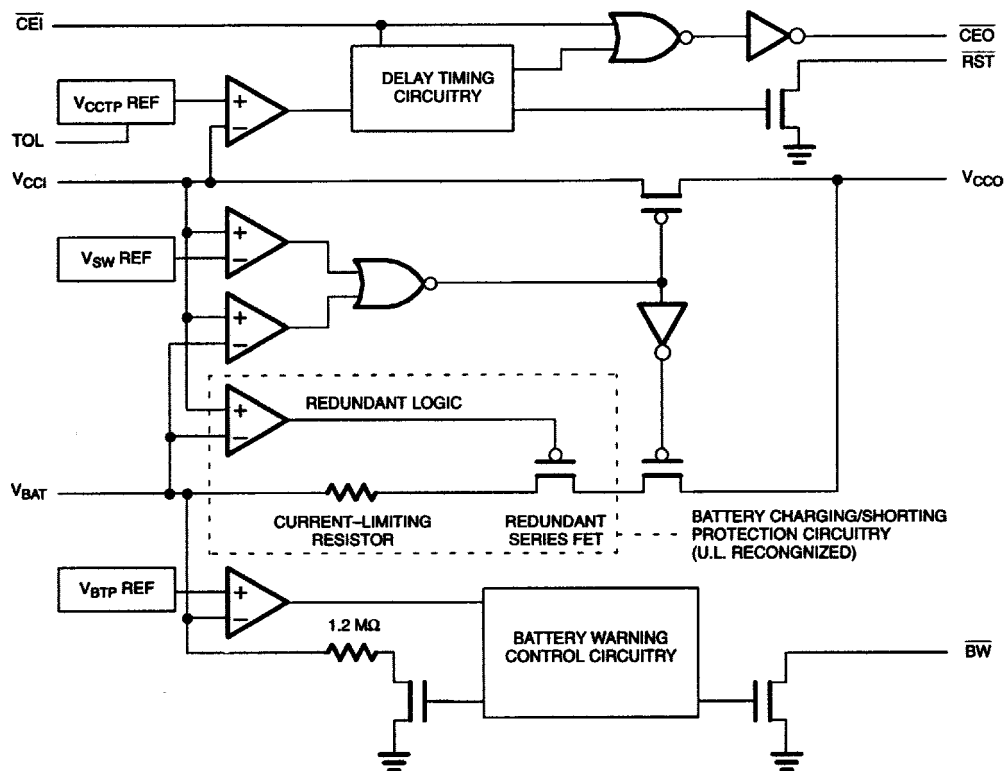 CEI
CEO
RST
DELAY TIMING
CIRCUITRY
VCCTP REF
TOL
VCCI
VCCO
VSW REF
REDUNDANT LOGIC
VBAT
CURRENT–LIMITING
RESISTOR
REDUNDANT
SERIES FET
BATTERY CHARGING/SHORTING
PROTECTION CIRCUITRY
(U.L. RECONGNIZED)
VBTP REF
1.2 MΩ
BATTERY WARNING
CONTROL CIRCUITRY
BW